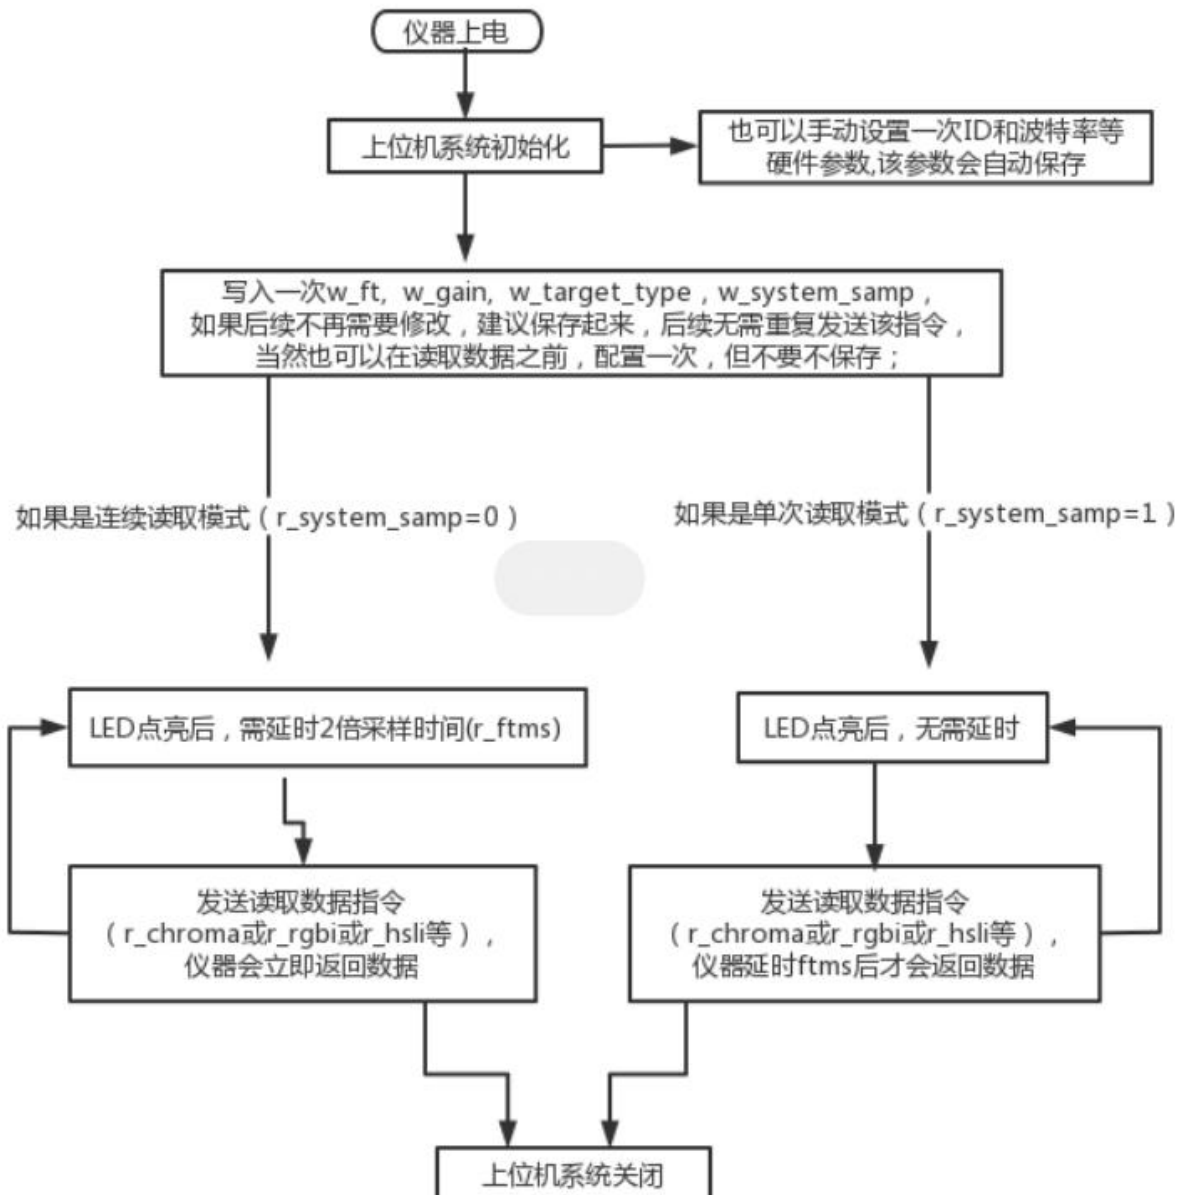 仪器上电
上位机系统初始化
也可以手动设置一次ID和波特率等
硬件参数,该参数会自动保存
写入一次w_ft, w_gain, w_target_type，w_system_samp，
如果后续不再需要修改，建议保存起来，后续无需重复发送该指令，
当然也可以在读取数据之前，配置一次，但不要不保存；
如果是连续读取模式（r_system_samp=0）
如果是单次读取模式（r_system_samp=1）
LED点亮后，需延时2倍采样时间(r_ftms)
LED点亮后，无需延时
发送读取数据指令
（r_chroma或r_rgbi或r_hsli等），
仪器会立即返回数据
发送读取数据指令
（r_chroma或r_rgbi或r_hsli等），
仪器延时ftms后才会返回数据
上位机系统关闭